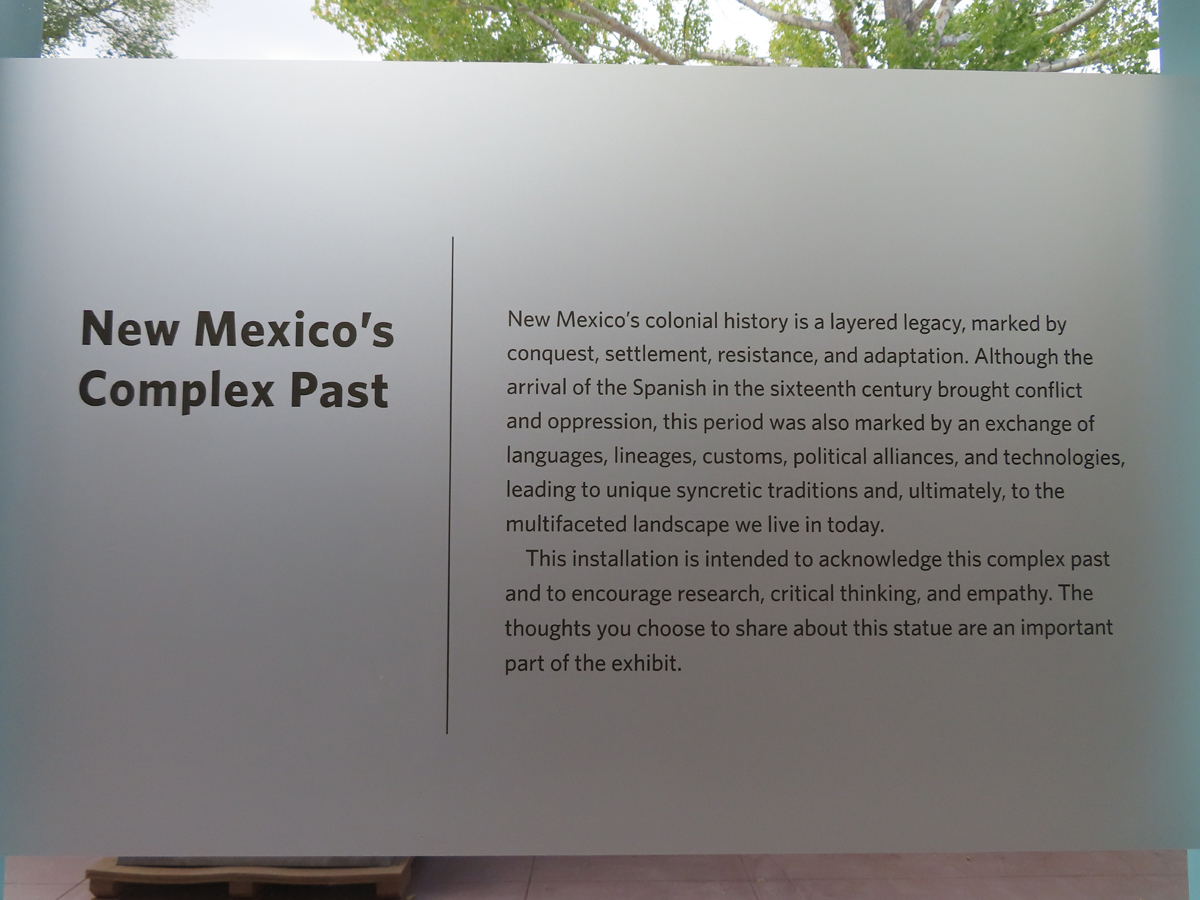 New Mexico's
Complex Past
New Mexico's colonial history is a layered legacy, marked by
conquest, settlement, resistance, and adaptation. Although the
arrival of the Spanish in the sixteenth century brought conflict
and oppression, this period was also marked by an exchange of
languages, lineages, customs, political alliances, and technologies,
leading to unique syncretic traditions and, ultimately, to the
multifaceted landscape we live in today.
This installation is intended to acknowledge this complex past
and to encourage research, critical thinking, and empathy. The
thoughts you choose to share about this statue are an important
part of the exhibit.